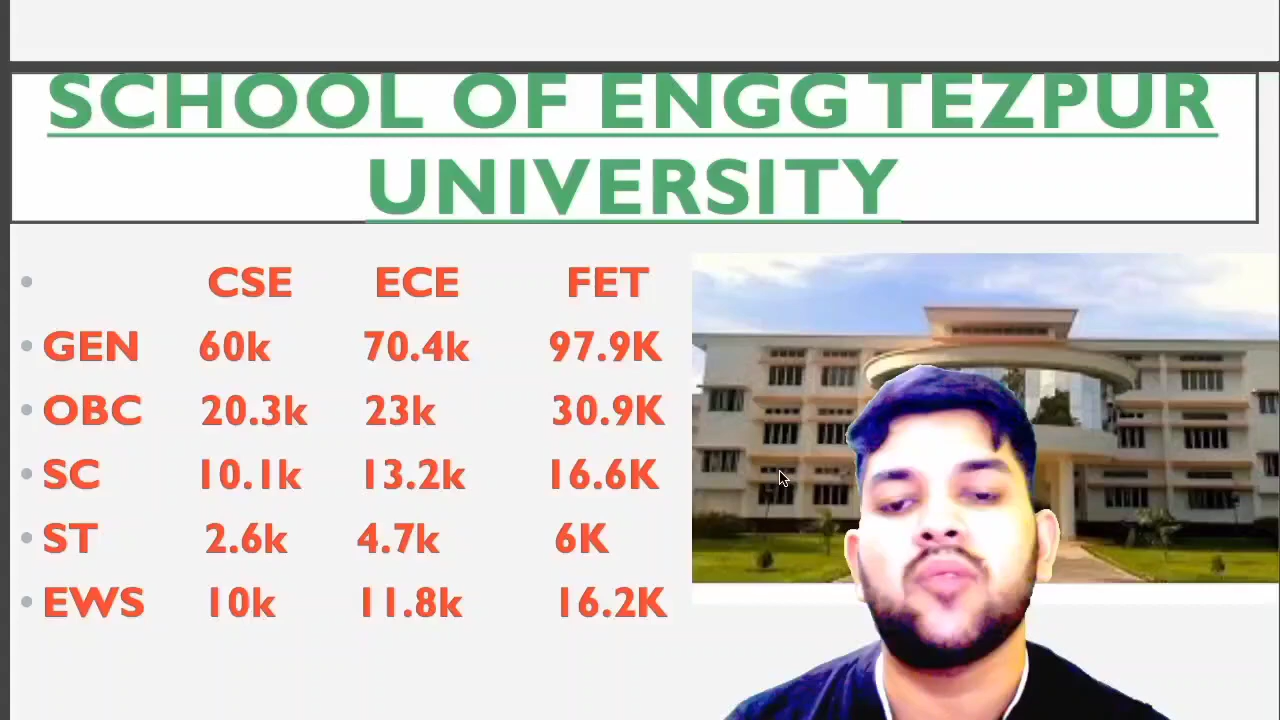 SCHOOL OF ENGG TEZPUR
UNIVERSITY
CSE ECE FET
GEN 60k 70.4k 97.9K
OBC 20.3k 23k 30.9K
SC 10.1k 13.2k 16.6K
ST 2.6k 4.7k 6K
EWS 10k 11.8k 16.2K